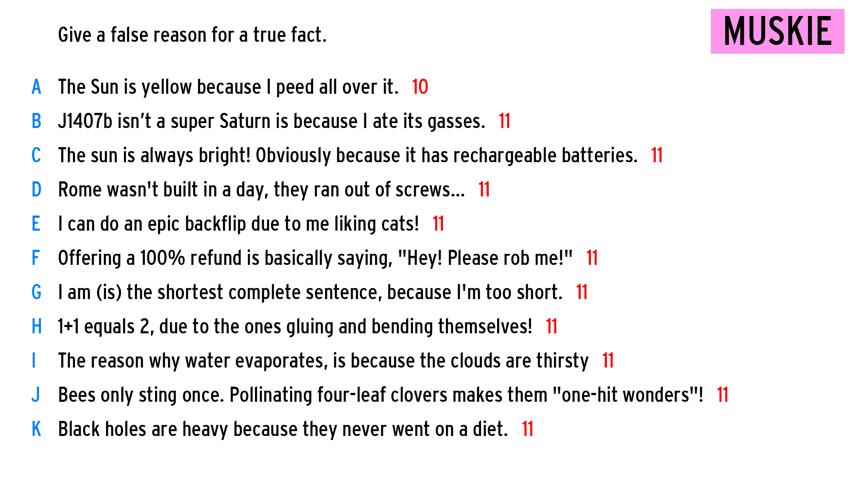 Give a false reason for a true fact.
MUSKIE
A The Sun is yellow because I peed all over it. 10
B J1407b isn't a super Saturn is because I ate its gasses. 11
C The sun is always bright! Obviously because it has rechargeable batteries. 11
D Rome wasn't built in a day, they ran out of screws... 11
E I can do an epic backflip due to me liking cats! 11
F Offering a 100% refund is basically saying, "Hey! Please rob me!" 11
G I am (is) the shortest complete sentence, because I'm too short. 11
H 1+1 equals 2, due to the ones gluing and bending themselves! 11
I The reason why water evaporates, is because the clouds are thirsty 11
J Bees only sting once. Pollinating four-leaf clovers makes them "one-hit wonders"! 11
K Black holes are heavy because they never went on a diet. 11